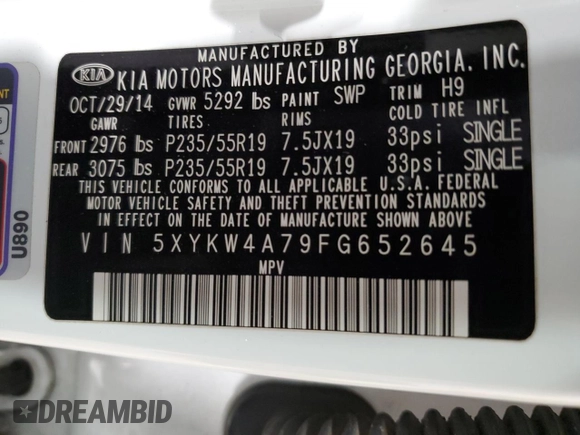 MANUFACTURED BY
KIA KIA MOTORS MANUFACTURING GEORGIA, INC.
OCT/29/14 GVWR 5292 lbs PAINT SWP TRIM H9
GAWR TIRES RIMS COLD TIRE INFL
FRONT 2976 lbs P235/55R19 7.5JX19 33psi SINGLE
REAR 3075 lbs P235/55R19 7.5JX19 33psi SINGLE
THIS VEHICLE CONFORMS TO ALL APPLICABLE U.S.A. FEDERAL
MOTOR VEHICLE SAFETY AND THEFT PREVENTION STANDARDS
IN EFFECT ON THE DATE OF MANUFACTURE SHOWN ABOVE.
VIN 5XYKW4A79FG652645
MPV
U890
DREAMBID